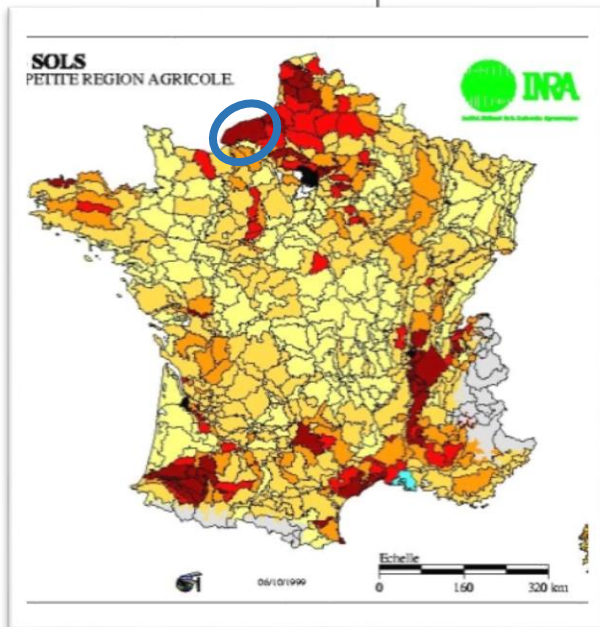 SOLS
PETITE REGION AGRICOLE.
INRA
06/10/1999
Echelle
0 160 320 km